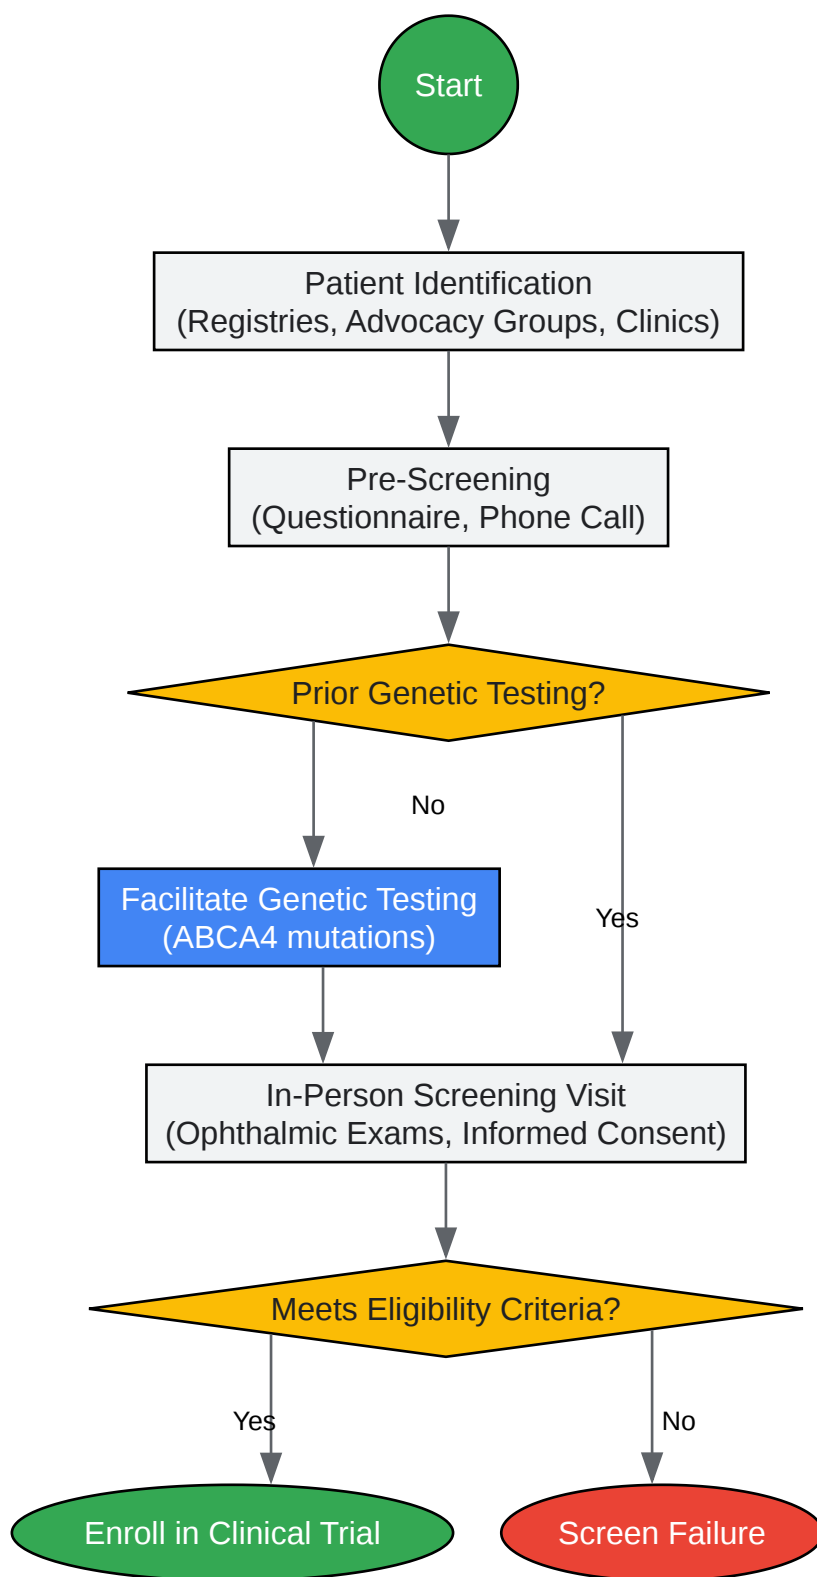 Start
Patient Identification
(Registries, Advocacy Groups, Clinics)
Pre-Screening
(Questionnaire, Phone Call)
Prior Genetic Testing?
No
Facilitate Genetic Testing
(ABCA4 mutations)
Yes
In-Person Screening Visit
(Ophthalmic Exams, Informed Consent)
Meets Eligibility Criteria?
Yes
No
Enroll in Clinical Trial
Screen Failure